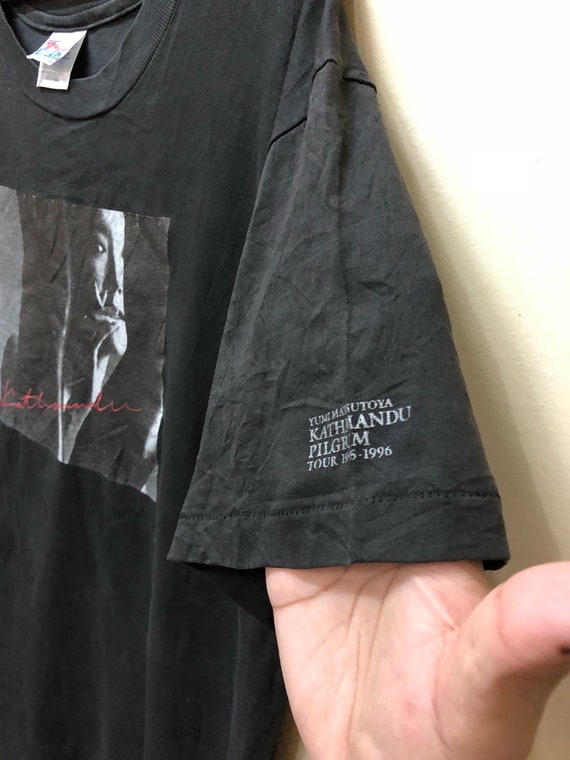 Kathmandu
YUMI MATSUTOYA
KATHMANDU
PILGRIM
TOUR 1995-1996